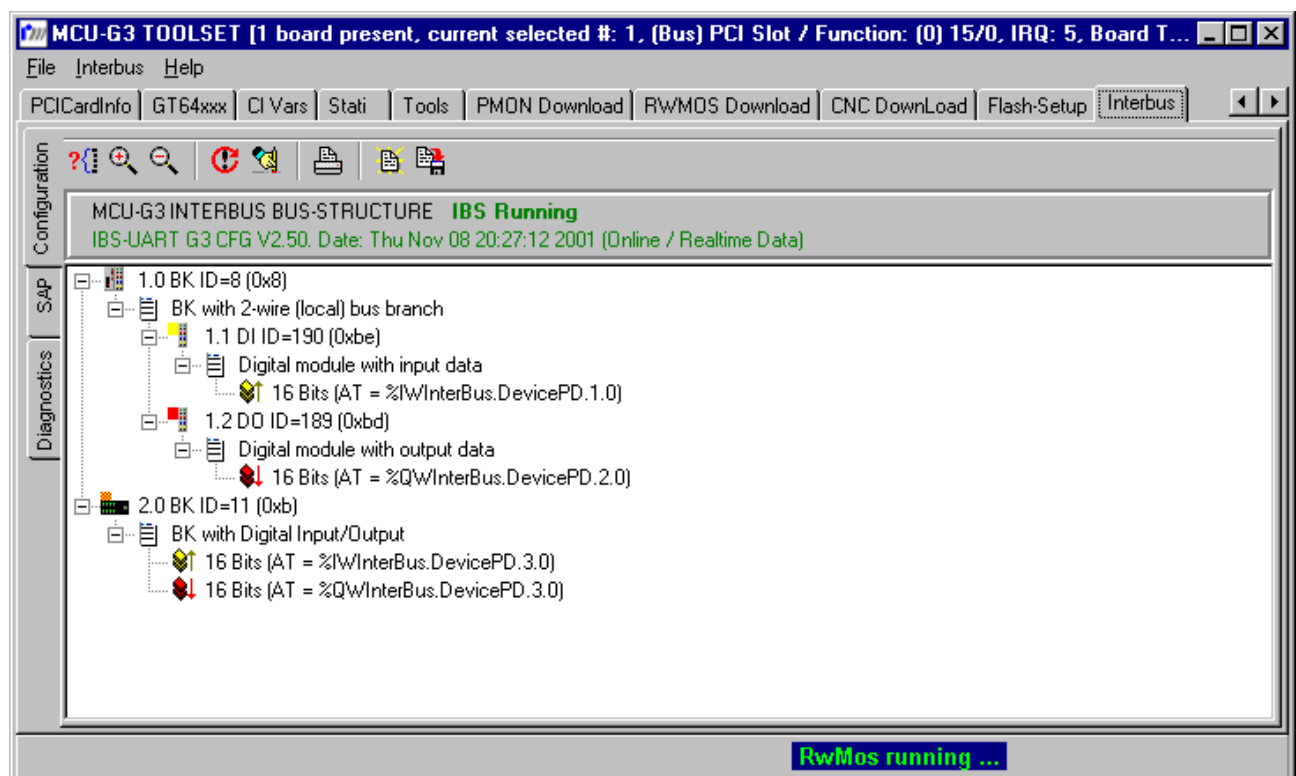 MCU-G3 TOOLSET [1 board present, current selected #: 1, (Bus) PCI Slot / Function: (0) 15/0, IRQ: 5, Board T...
File Interbus Help
PCICardInfo GT64xxx CI Vars Stati Tools PMON Download RWMOS Download CNC DownLoad Flash-Setup Interbus
Configuration
SAP
Diagnostics
MCU-G3 INTERBUS BUS-STRUCTURE IBS Running
IBS-UART G3 CFG V2.50. Date: Thu Nov 08 20:27:12 2001 (Online / Realtime Data)
1.0 BK ID=8 (0x8)
BK with 2-wire (local) bus branch
1.1 DI ID=190 (0xbe)
Digital module with input data
16 Bits (AT = %IWInterBus.DevicePD.1.0)
1.2 DO ID=189 (0xbd)
Digital module with output data
16 Bits (AT = %QWInterBus.DevicePD.2.0)
2.0 BK ID=11 (0xb)
BK with Digital Input/Output
16 Bits (AT = %IWInterBus.DevicePD.3.0)
16 Bits (AT = %QWInterBus.DevicePD.3.0)
RwMos running ...